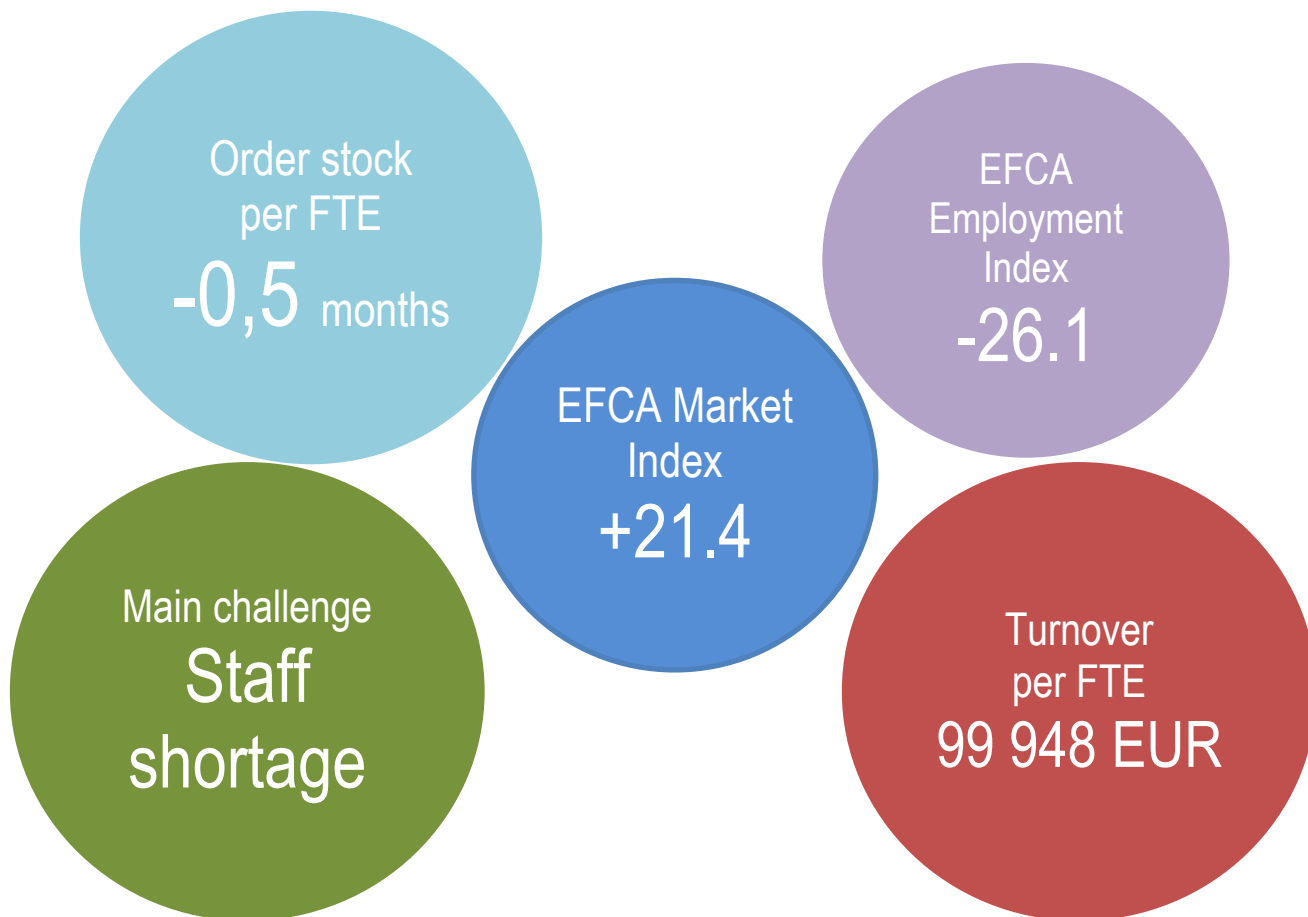 Order stock
per FTE
-0,5 months
EFCA
Employment
Index
-26.1
EFCA Market
Index
+21.4
Main challenge
Staff
shortage
Turnover
per FTE
99 948 EUR